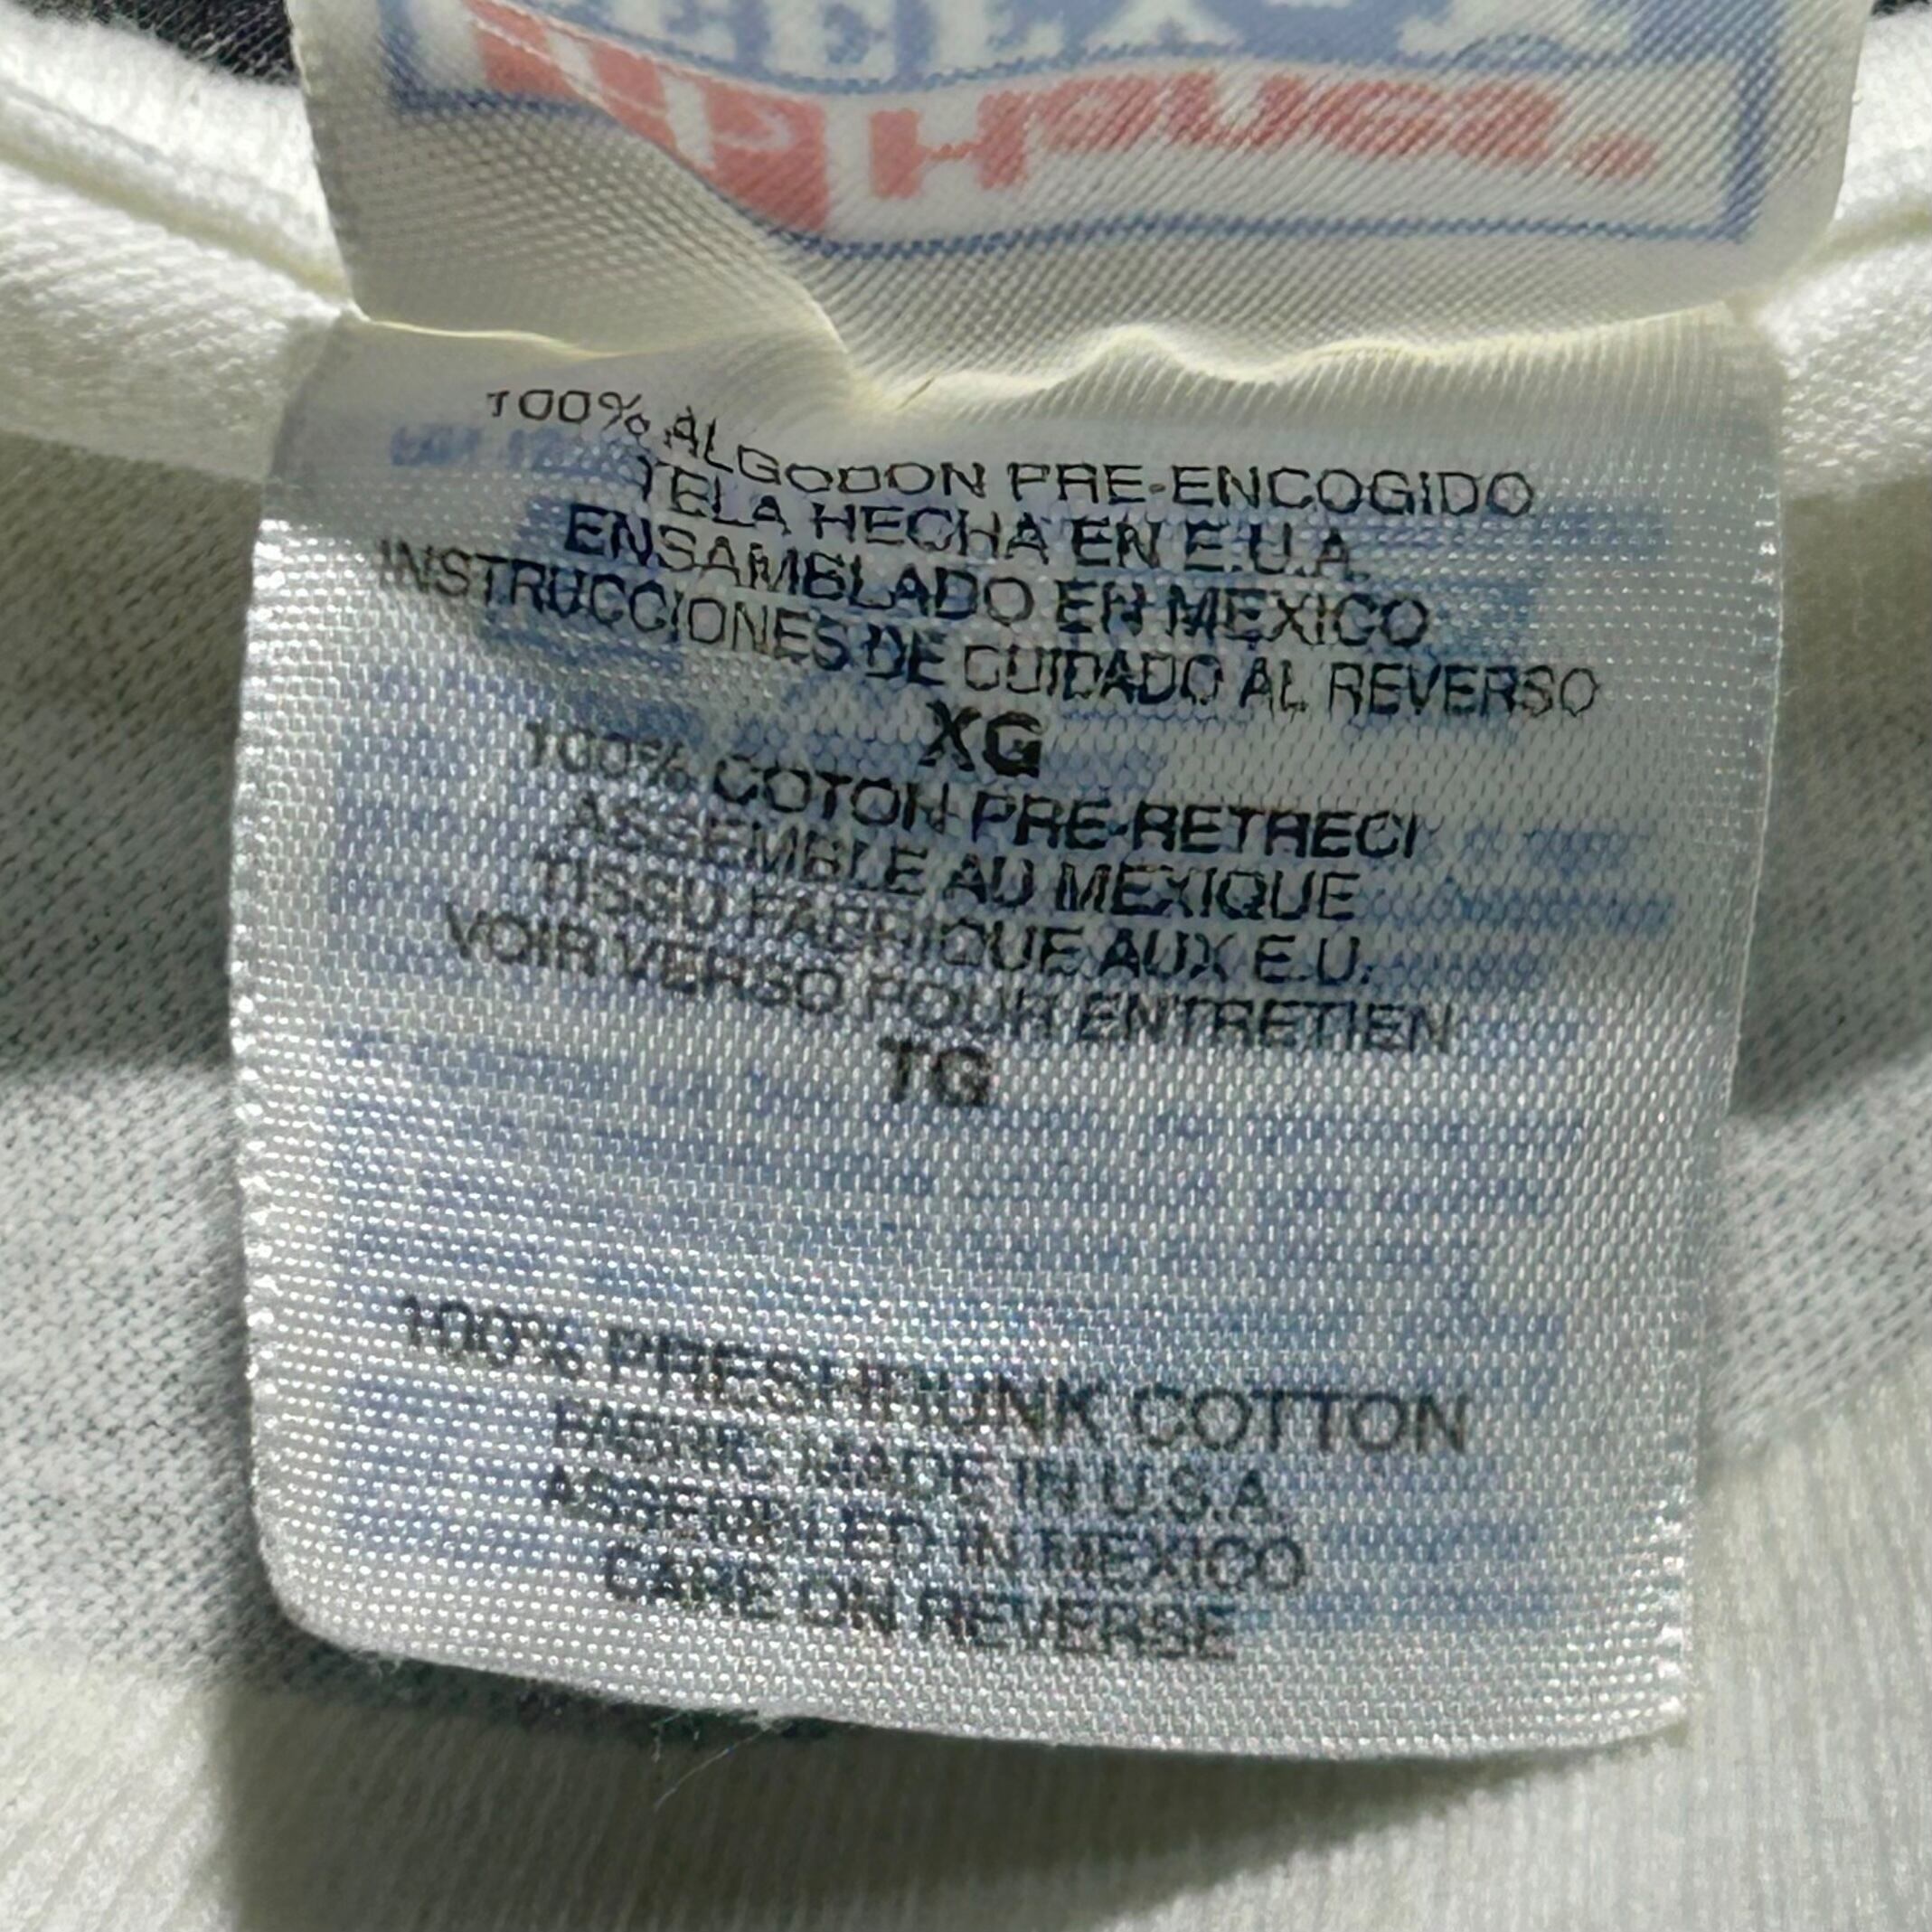 100% ALGODON PRE-ENCOGIDO
TELA HECHA EN E.U.A.
ENSAMBLADO EN MEXICO
INSTRUCCIONES DE CUIDADO AL REVERSO
XG
100% COTON PRE-RETRECI
ASSEMBLE AU MEXIQUE
TISSU FABRIQUE AUX E.U.
VOIR VERSO POUR ENTRETIEN
TG
100% PRESHRUNK COTTON
FABRIC MADE IN U.S.A.
ASSEMBLED IN MEXICO
CARE ON REVERSE